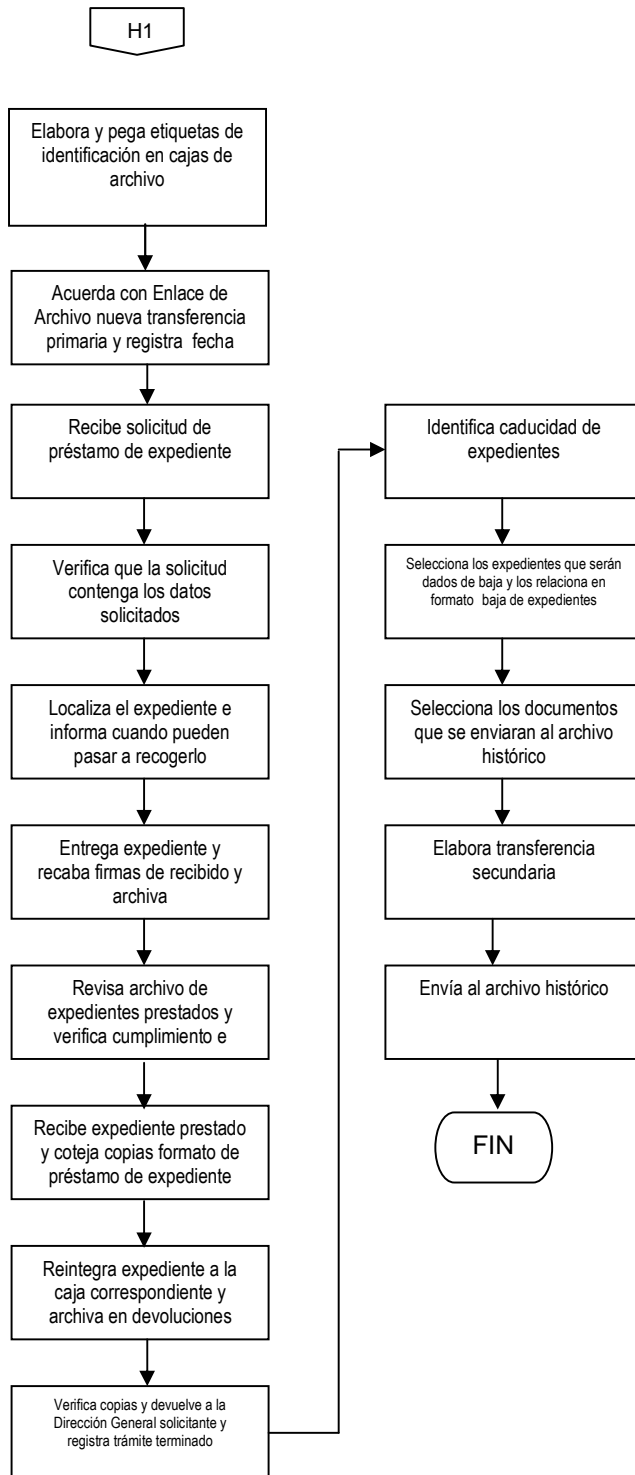 H1
Elabora y pega etiquetas de
identificación en cajas de
archivo
Acuerda con Enlace de
Archivo nueva transferencia
primaria y registra fecha
Recibe solicitud de
préstamo de expediente
Verifica que la solicitud
contenga los datos
solicitados
Localiza el expediente e
informa cuando pueden
pasar a recogerlo
Entrega expediente y
recaba firmas de recibido y
archiva
Revisa archivo de
expedientes prestados y
verifica cumplimiento e
Recibe expediente prestado
y coteja copias formato de
préstamo de expediente
Reintegra expediente a la
caja correspondiente y
archiva en devoluciones
Verifica copias y devuelve a la
Dirección General solicitante y
registra trámite terminado
Identifica caducidad de
expedientes
Selecciona los expedientes que serán
dados de baja y los relaciona en
formato baja de expedientes
Selecciona los documentos
que se enviaran al archivo
histórico
Elabora transferencia
secundaria
Envía al archivo histórico
FIN